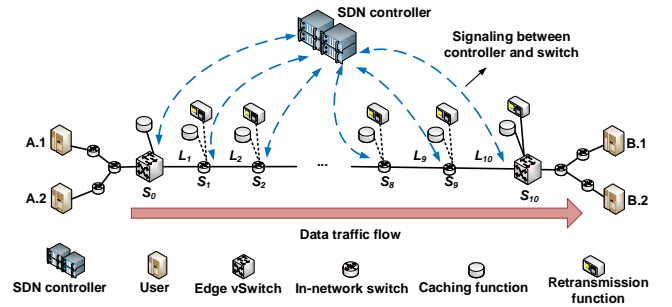 SDN controller
Signaling between
controller and switch
A.1
A.2
B.1
B.2
L1
L2
...
L9
L10
S0
S1
S2
S8
S9
S10
Data traffic flow
SDN controller
User
Edge vSwitch
In-network switch
Caching function
Retransmission
function